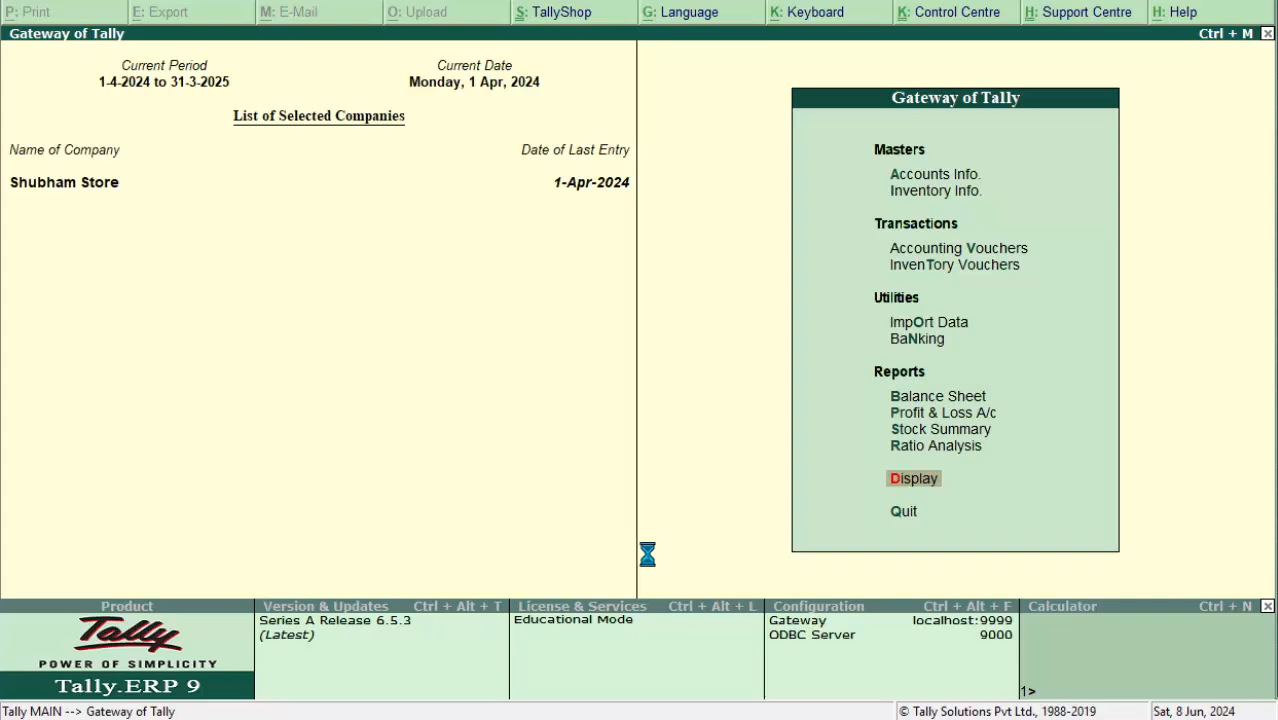 P: Print E: Export M: E-Mail O: Upload S: TallyShop G: Language K: Keyboard K: Control Centre H: Support Centre H: Help
Gateway of Tally Ctrl + M
Current Period Current Date
1-4-2024 to 31-3-2025 Monday, 1 Apr, 2024
List of Selected Companies
Name of Company Date of Last Entry
Shubham Store 1-Apr-2024
Gateway of Tally
Masters
Accounts Info.
Inventory Info.
Transactions
Accounting Vouchers
InvenTory Vouchers
Utilities
ImpOrt Data
BaNking
Reports
Balance Sheet
Profit & Loss A/c
Stock Summary
Ratio Analysis
Display
Quit
Product Version & Updates Ctrl + Alt + T License & Services Ctrl + Alt + L Configuration Ctrl + Alt + F Calculator Ctrl + N
Tally
POWER OF SIMPLICITY
Tally.ERP 9
Series A Release 6.5.3
(Latest)
Educational Mode
Gateway localhost:9999
ODBC Server 9000
1>
Tally MAIN --> Gateway of Tally © Tally Solutions Pvt Ltd., 1988-2019 Sat, 8 Jun, 2024